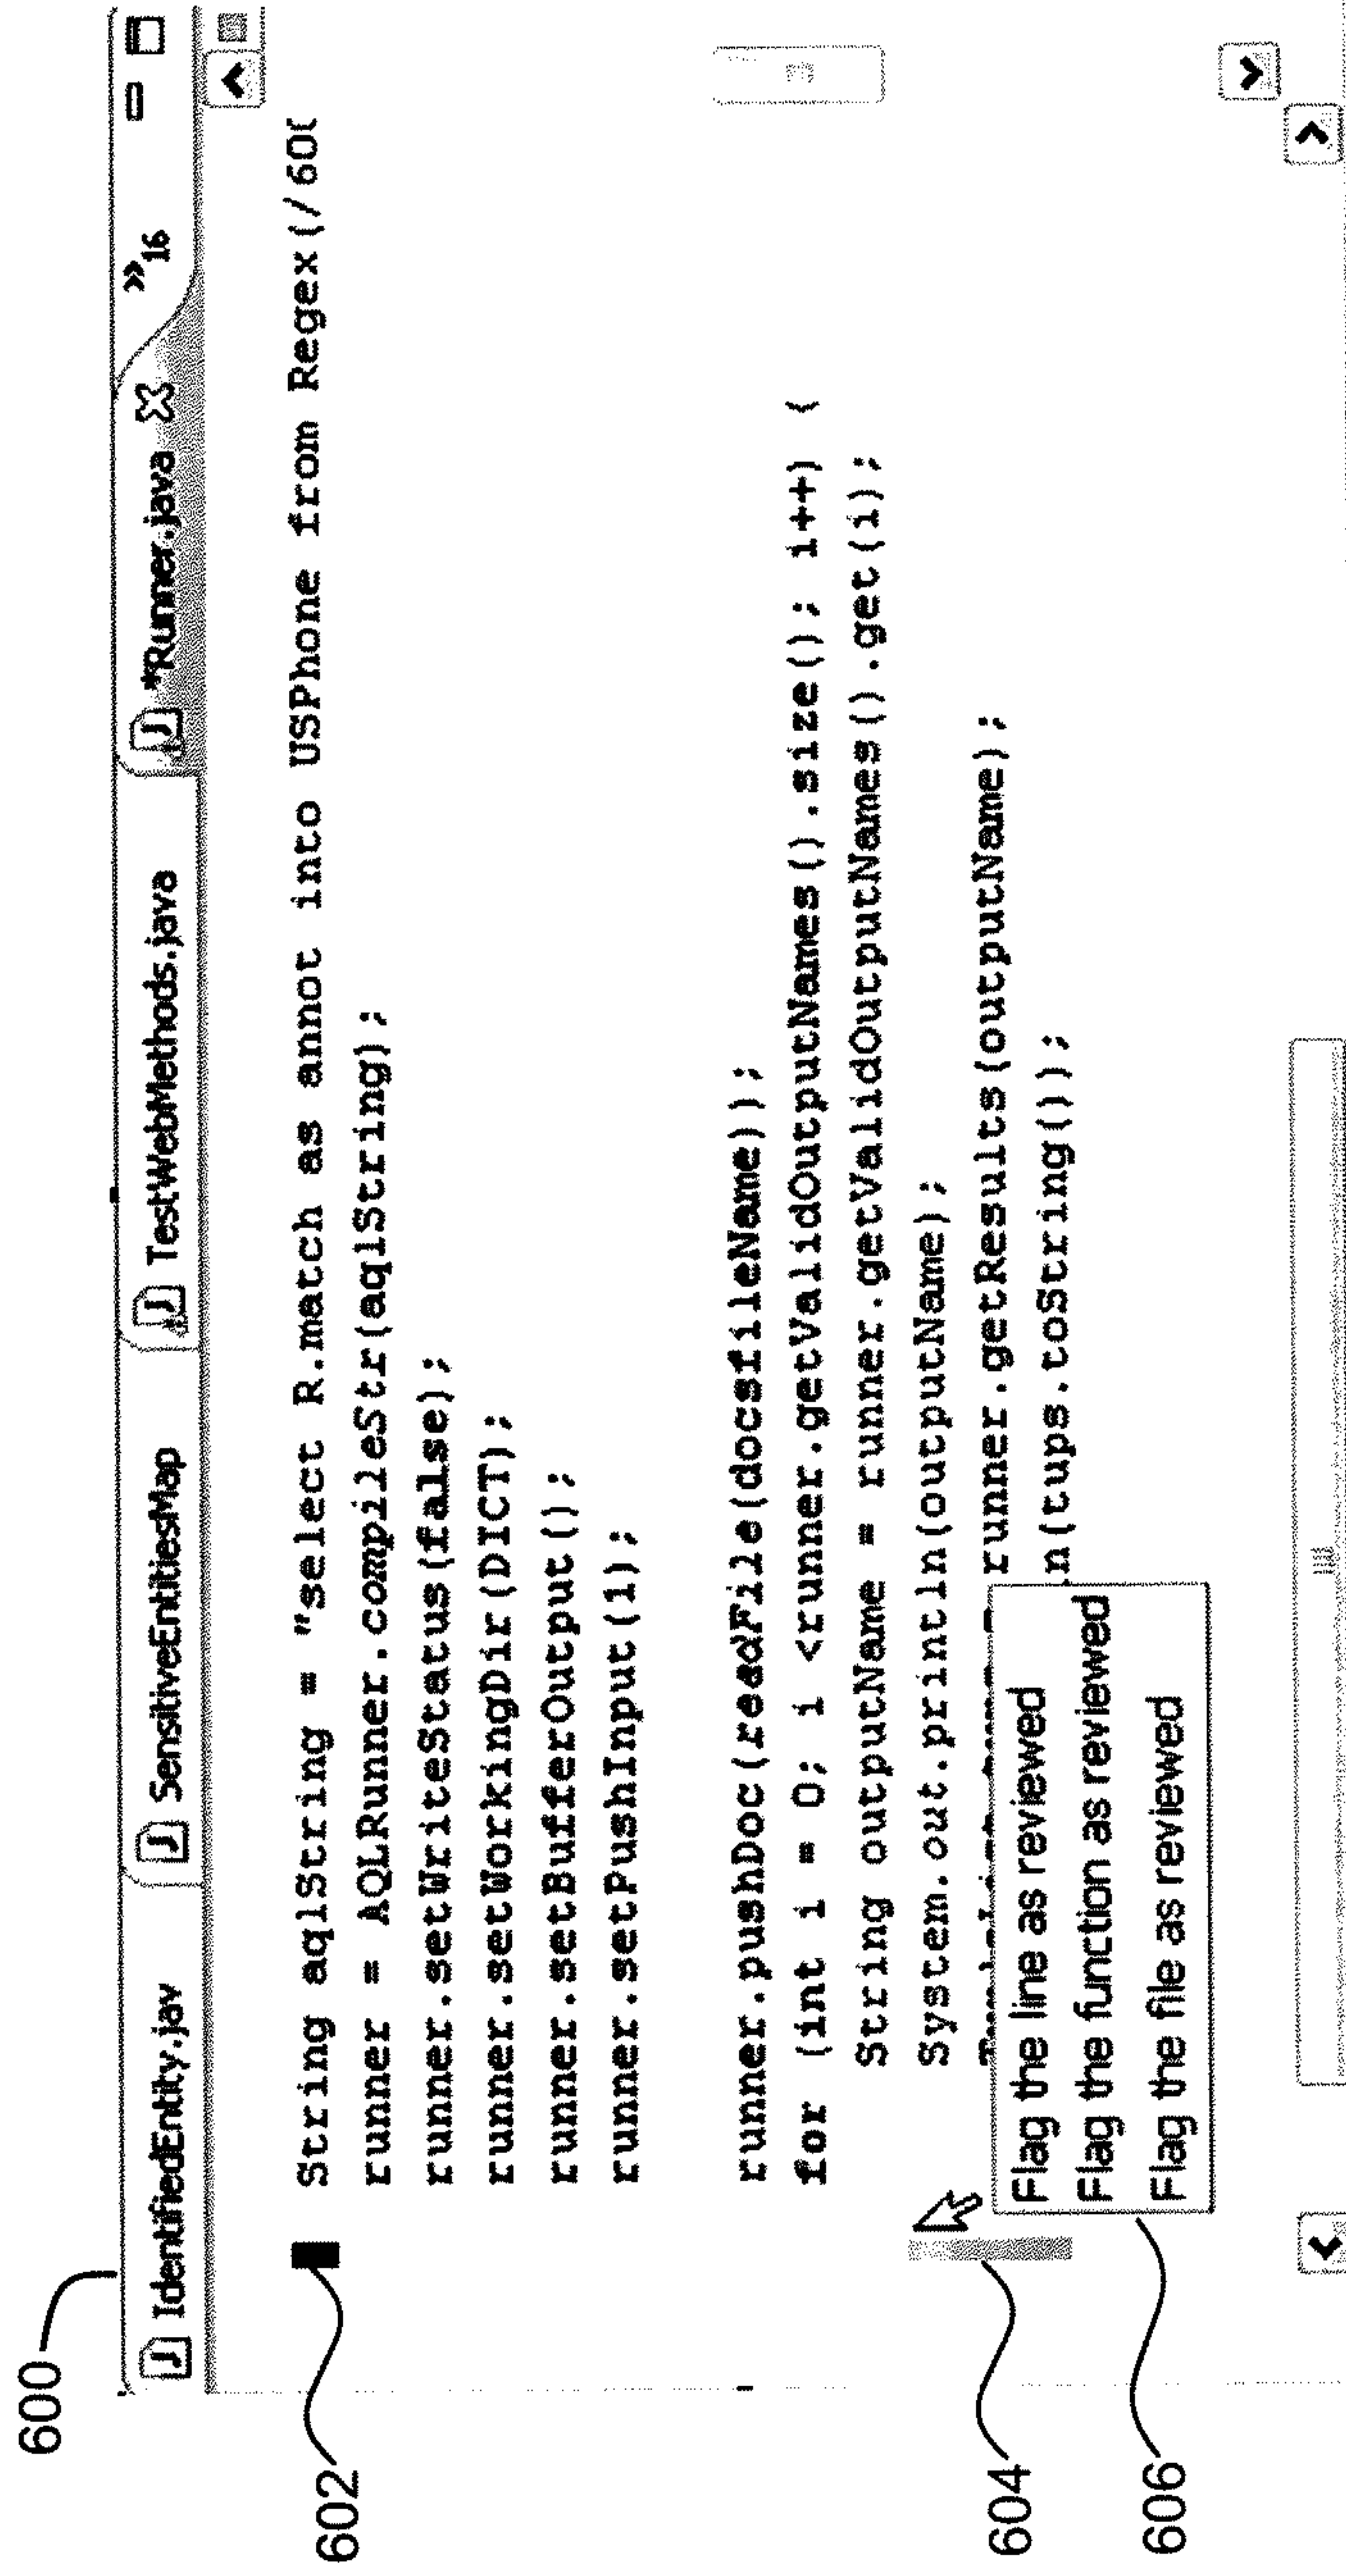 600
IdentifiedEntity.jav SensitiveEntitiesMap TestWebMethods.java *Runner.java »16
602
String aqlString = "select R.match as annot into USPhone from Regex(/60(
runner = AQLRunner.compileStr(aqlString);
runner.setWriteStatus(false);
runner.setWorkingDir(DICT);
runner.setBufferOutput();
runner.setPushInput(1);
runner.pushDoc(readFile(docsfileName));
for (int i = 0; i <runner.getValidOutputNames().size(); i++) {
String outputName = runner.getValidOutputNames().get(i);
604
System.out.println(outputName);
runner.getResults(outputName);
n(tups.toString());
606
Flag the line as reviewed
Flag the function as reviewed
Flag the file as reviewed